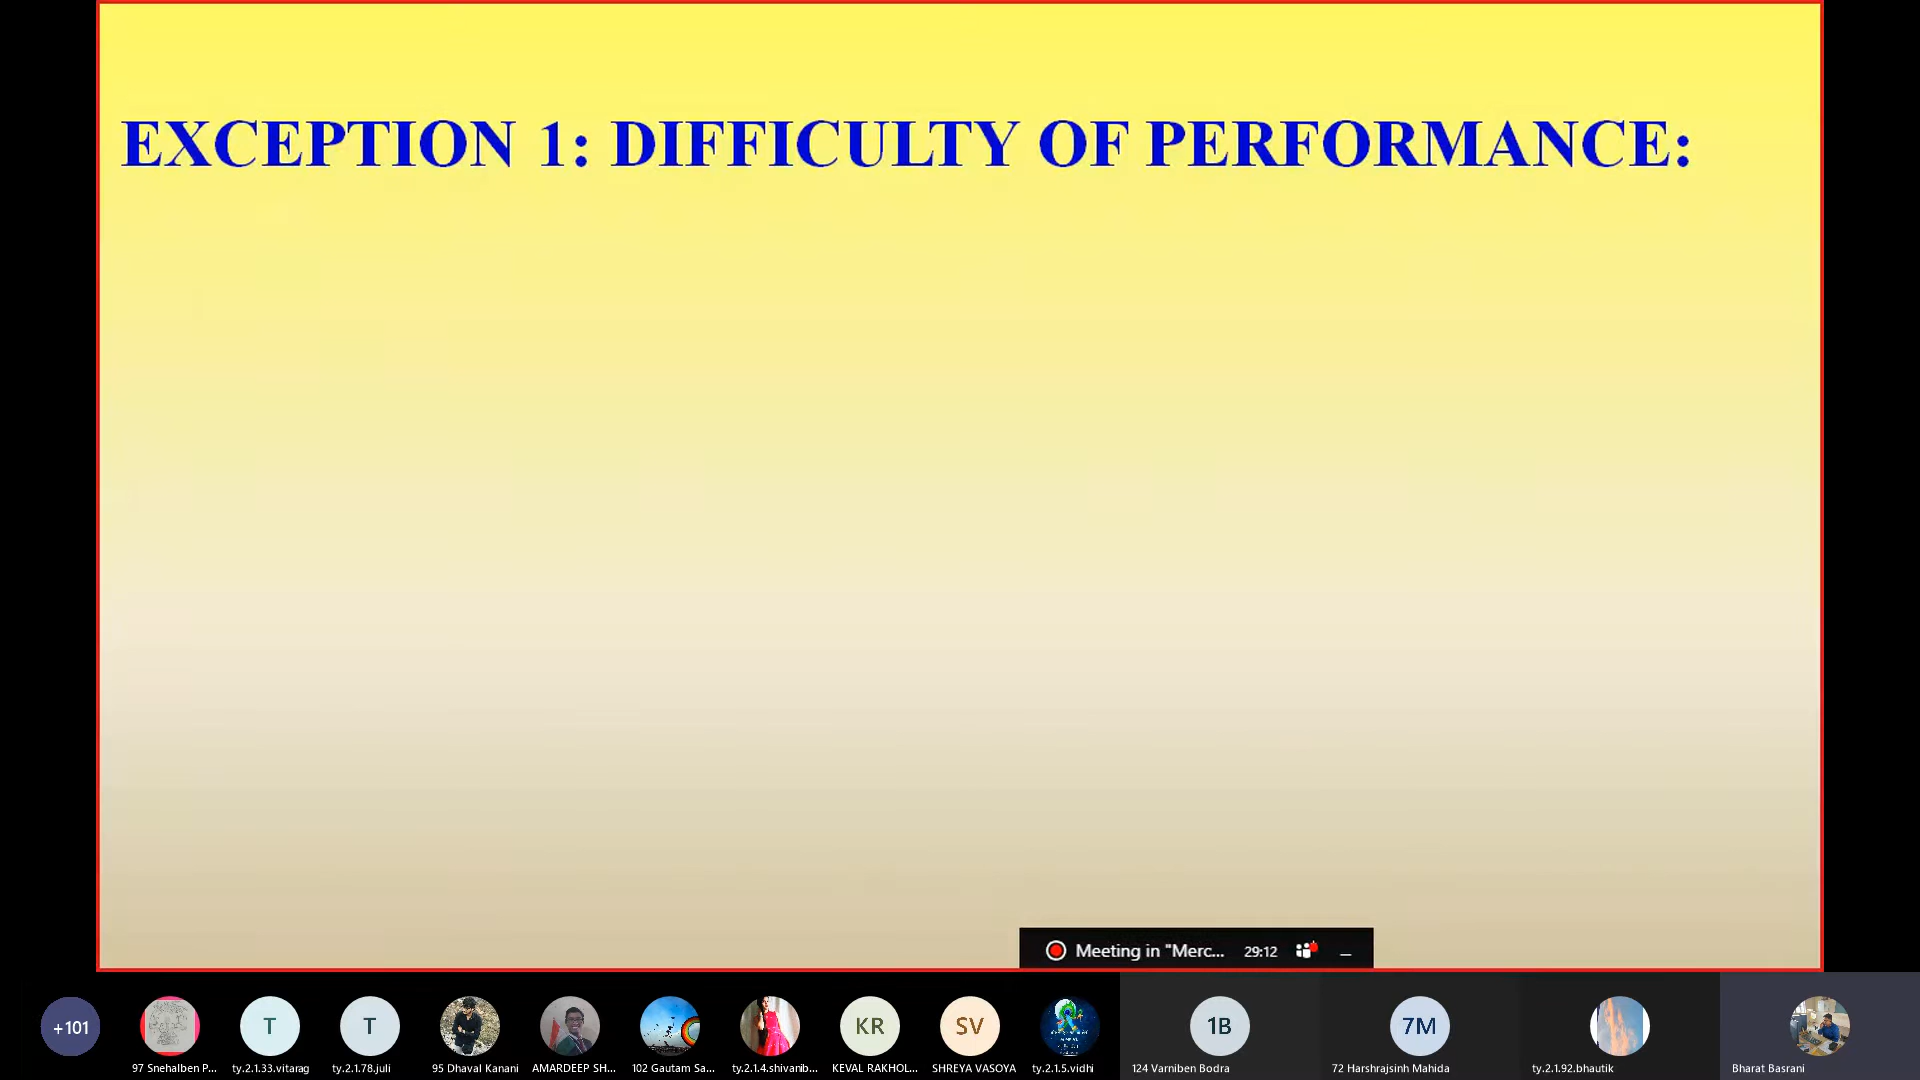 EXCEPTION 1: DIFFICULTY OF PERFORMANCE:
Meeting in "Merc... 29:12
+101 T T KR SV 1B 7M
97 Snehalben P... ty.2.1.33.vitarag ty.2.1.78.juli 95 Dhaval Kanani AMARDEEP SH... 102 Gautam Sa... ty.2.1.4.shivanib... KEVAL RAKHOL... SHREYA VASOYA ty.2.1.5.vidhi 124 Varniben Bodra 72 Harshrajsinh Mahida ty.2.1.92.bhautik Bharat Basrani